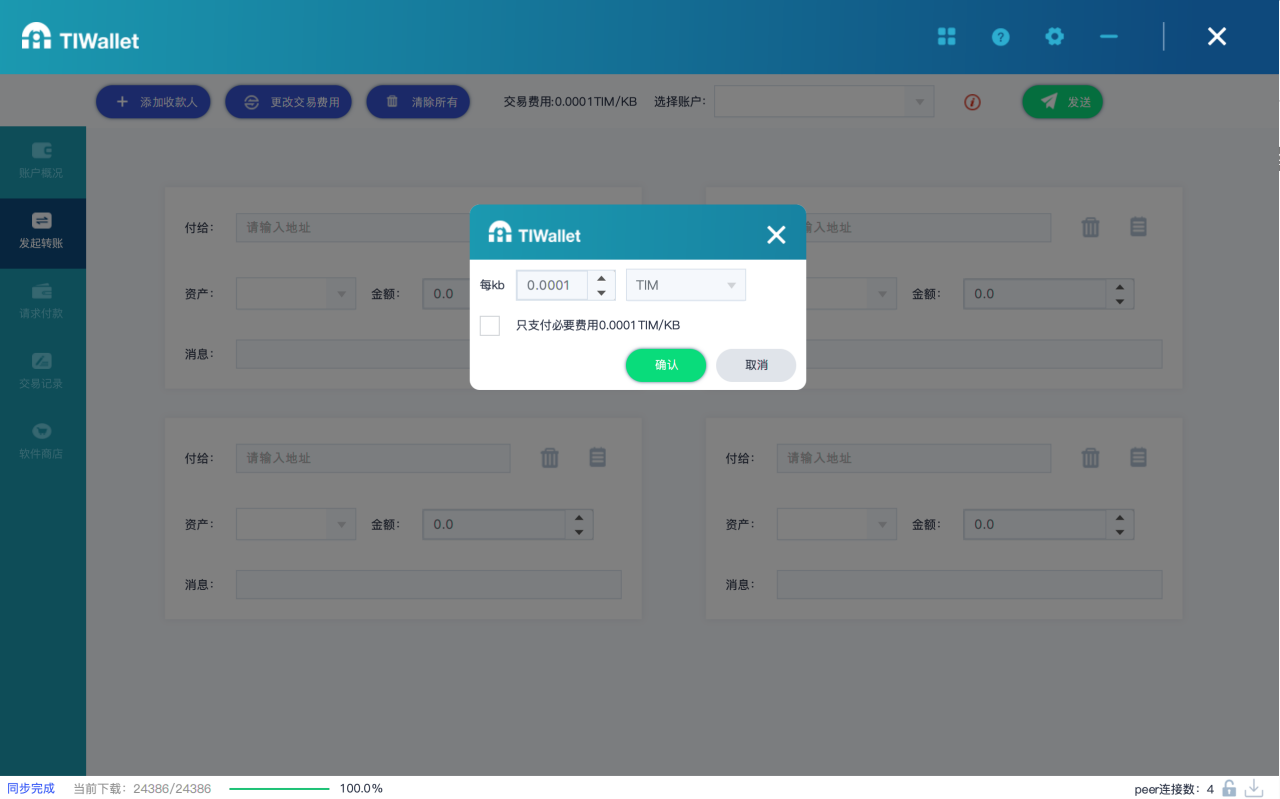 TIWallet
添加收款人 更改交易费用 清除所有 交易费用:0.0001TIM/KB 选择账户: 发送
账户概况
发起转账
请求付款
交易记录
软件商店
付给: 请输入地址
资产: 金额: 0.0
消息:
入地址
金额: 0.0
TIWallet
每kb 0.0001 TIM
只支付必要费用0.0001TIM/KB
确认 取消
付给: 请输入地址
资产: 金额: 0.0
消息:
付给: 请输入地址
资产: 金额: 0.0
消息:
同步完成 当前下载: 24386/24386 100.0% peer连接数: 4